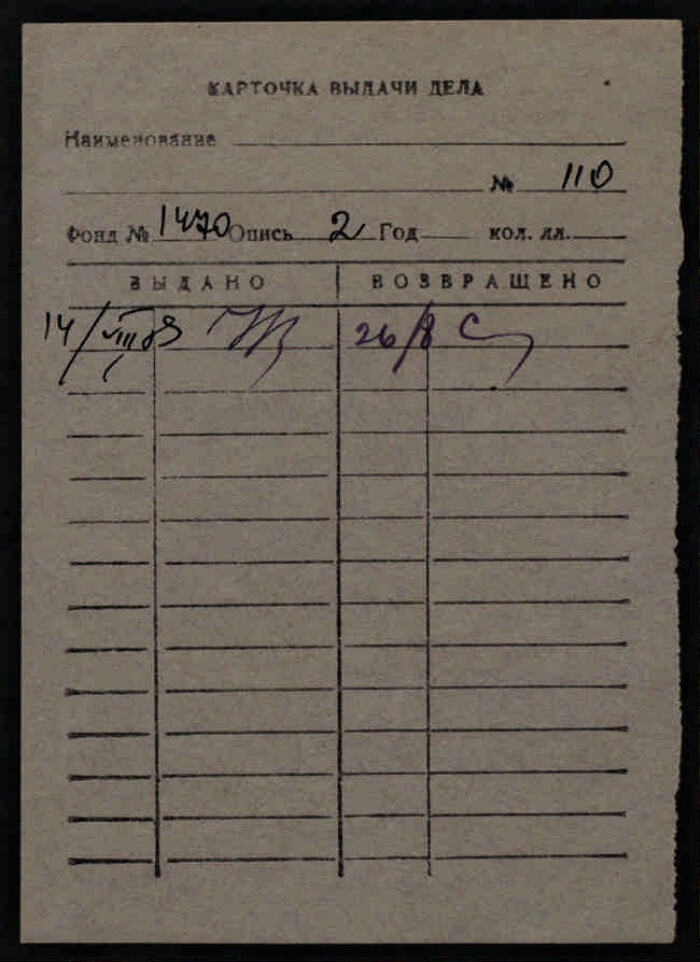 КАРТОЧКА ВЫДАЧИ ДЕЛА
Наименование
№ 110
Фонд № 1470 Опись 2 Год кол. лл.
ВЫДАНО ВОЗВРАЩЕНО
14/VIII 26/8